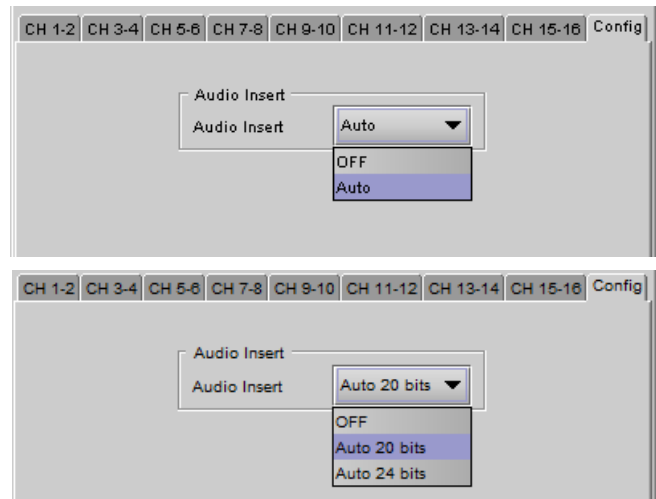 CH 1-2 CH 3-4 CH 5-6 CH 7-8 CH 9-10 CH 11-12 CH 13-14 CH 15-16 Config
Audio Insert
Audio Insert Auto
OFF
Auto
CH 1-2 CH 3-4 CH 5-6 CH 7-8 CH 9-10 CH 11-12 CH 13-14 CH 15-16 Config
Audio Insert
Audio Insert Auto 20 bits
OFF
Auto 20 bits
Auto 24 bits